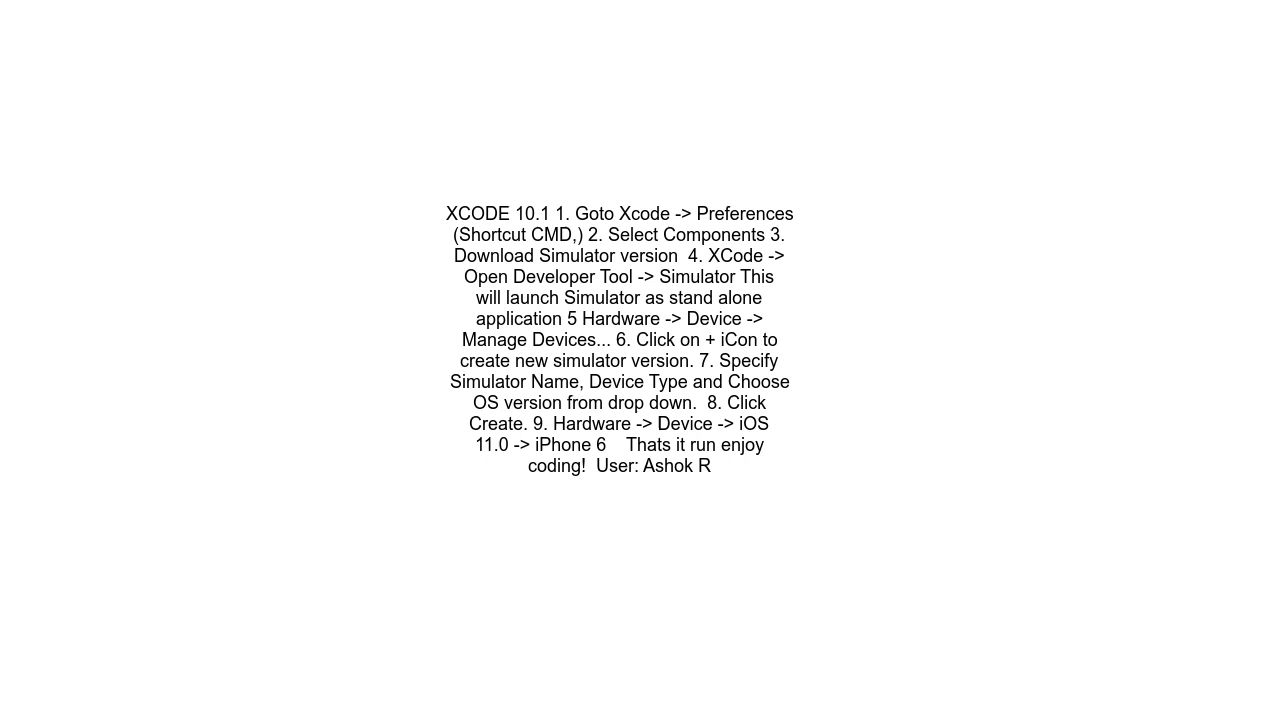 XCODE 10.1 1. Goto Xcode -> Preferences
(Shortcut CMD,) 2. Select Components 3.
Download Simulator version  4. XCode ->
Open Developer Tool -> Simulator This
will launch Simulator as stand alone
application 5 Hardware -> Device ->
Manage Devices... 6. Click on + iCon to
create new simulator version. 7. Specify
Simulator Name, Device Type and Choose
OS version from drop down.  8. Click
Create. 9. Hardware -> Device -> iOS
11.0 -> iPhone 6    Thats it run enjoy
coding!  User: Ashok R